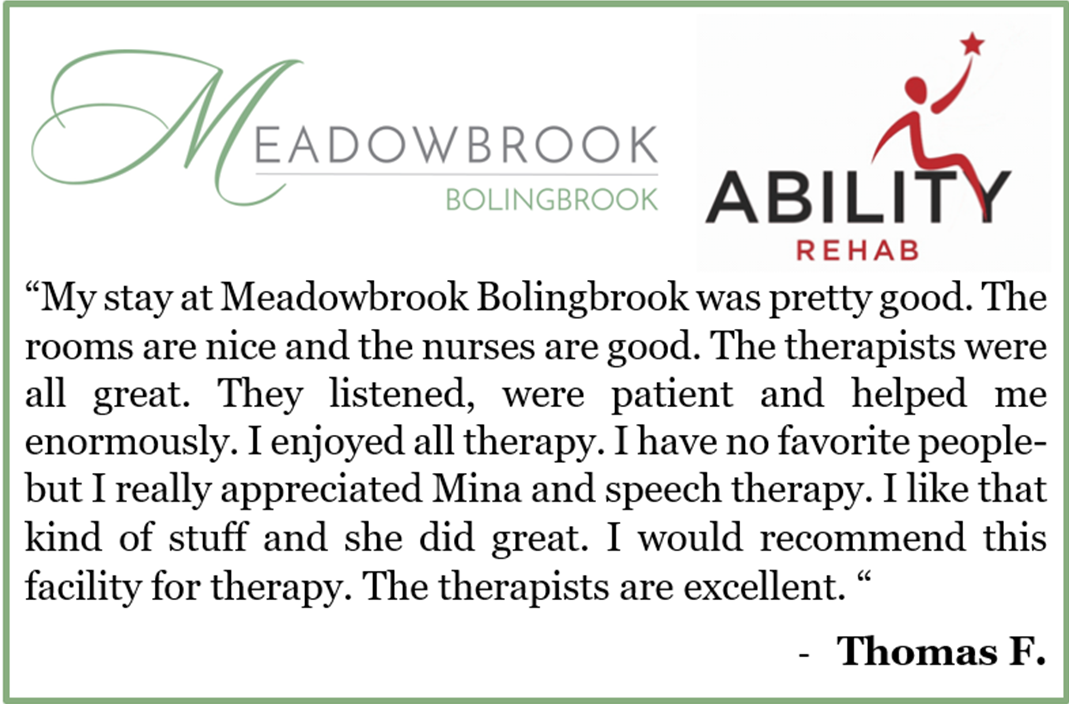 MEADOWBROOK
BOLINGBROOK
ABILITY
REHAB
“My stay at Meadowbrook Bolingbrook was pretty good. The
rooms are nice and the nurses are good. The therapists were
all great. They listened, were patient and helped me
enormously. I enjoyed all therapy. I have no favorite people-
but I really appreciated Mina and speech therapy. I like that
kind of stuff and she did great. I would recommend this
facility for therapy. The therapists are excellent. “
- Thomas F.